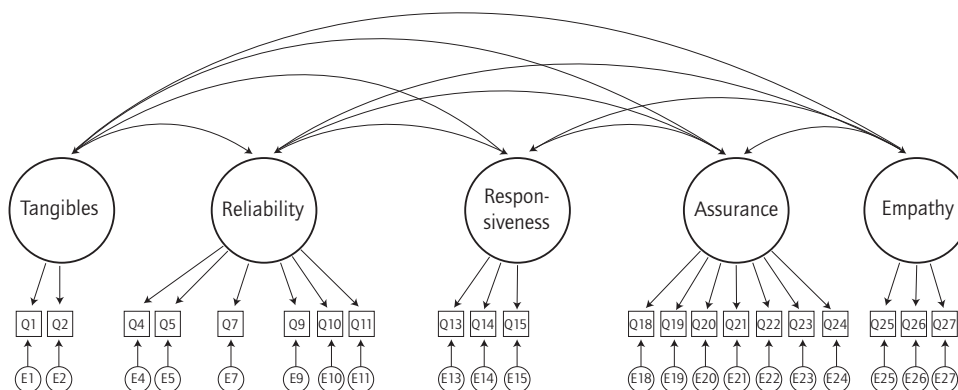 Tangibles
Reliability
Respon-
siveness
Assurance
Empathy
Q1 Q2 Q4 Q5 Q7 Q9 Q10 Q11 Q13 Q14 Q15 Q18 Q19 Q20 Q21 Q22 Q23 Q24 Q25 Q26 Q27
E1 E2 E4 E5 E7 E9 E10 E11 E13 E14 E15 E18 E19 E20 E21 E22 E23 E24 E25 E26 E27